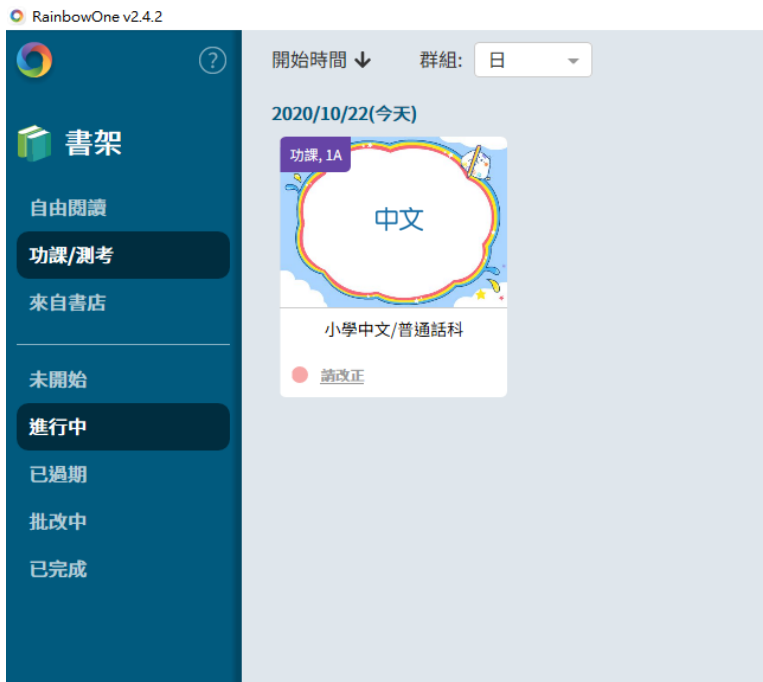 RainbowOne v2.4.2
?
書架
自由閱讀
功課/測考
來自書店
未開始
進行中
已過期
批改中
已完成
開始時間
群組: 日
2020/10/22(今天)
功課, 1A
中文
小學中文/普通話科
請改正